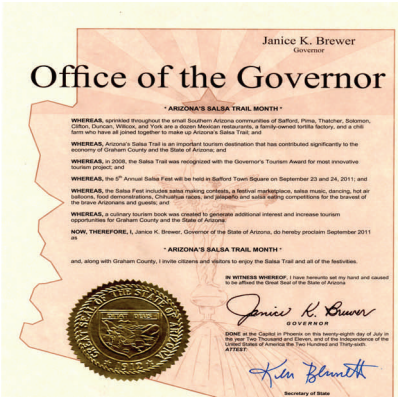 Janice K. Brewer
Governor
Office of the Governor
* ARIZONA'S SALSA TRAIL MONTH *
WHEREAS, sprinkled throughout the small Southern Arizona communities of Safford, Pima, Thatcher, Solomon,
Clifton, Duncan, Willcox, and York are a dozen Mexican restaurants, a family-owned tortilla factory, and a chili
farm who have all joined together to make up Arizona's Salsa Trail; and
WHEREAS, Arizona's Salsa Trail is an important tourism destination that has contributed significantly to the
economy of Graham County and the State of Arizona; and
WHEREAS, in 2008, the Salsa Trail was recognized with the Governor's Tourism Award for most innovative
tourism project; and
WHEREAS, the 5th Annual Salsa Fest will be held in Safford Town Square on September 23 and 24, 2011; and
WHEREAS, the Salsa Fest includes salsa making contests, a festival marketplace, salsa music, dancing, hot air
balloons, food demonstrations, Chihuahua races, and jalapeño and salsa eating competitions for the bravest of
the brave Arizonans and guests; and
WHEREAS, a culinary tourism book was created to generate additional interest and increase tourism
opportunities for Graham County and the State of Arizona
NOW, THEREFORE, I, Janice K. Brewer, Governor of the State of Arizona, do hereby proclaim September 2011
as
* ARIZONA'S SALSA TRAIL MONTH *
and, along with Graham County, I invite citizens and visitors to enjoy the Salsa Trail and all of the festivities.
IN WITNESS WHEREOF, I have hereunto set my hand and caused
to be affixed the Great Seal of the State of Arizona
Janice K. Brewer
GOVERNOR
DONE at the Capitol in Phoenix on this twenty-eighth day of July in
the year Two Thousand and Eleven, and of the Independence of the
United States of America the Two Hundred and Thirty-sixth.
ATTEST:
Ken Bennett
Secretary of State
GREAT SEAL OF THE STATE OF ARIZONA
1912